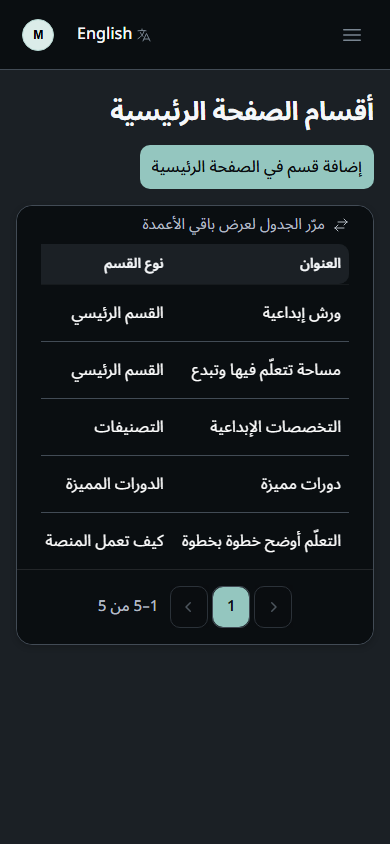 M English
أقسام الصفحة الرئيسية
إضافة قسم في الصفحة الرئيسية
مرّر الجدول لعرض باقي الأعمدة
العنوان نوع القسم
ورش إبداعية القسم الرئيسي
مساحة تتعلّم فيها وتبدع القسم الرئيسي
التخصصات الإبداعية التصنيفات
دورات مميزة الدورات المميزة
التعلّم أوضح خطوة بخطوة كيف تعمل المنصة
1 1–5 من 5